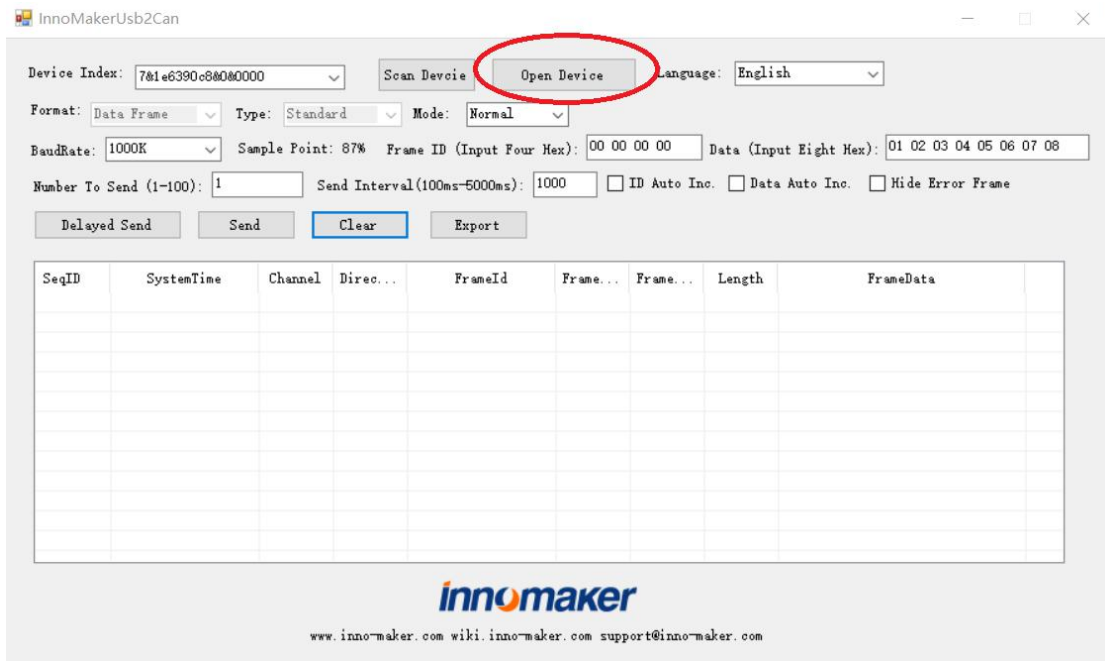 InnoMakerUsb2Can
Device Index: 7&1e6390c8&0&0000 Scan Devcie Open Device Language: English
Format: Data Frame Type: Standard Mode: Normal
BaudRate: 1000K Sample Point: 87% Frame ID (Input Four Hex): 00 00 00 00 Data (Input Eight Hex): 01 02 03 04 05 06 07 08
Number To Send (1-100): 1 Send Interval(100ms-5000ms): 1000 ID Auto Inc. Data Auto Inc. Hide Error Frame
Delayed Send Send Clear Export
SeqID SystemTime Channel Direc... FrameId Frame... Frame... Length FrameData
innomaker
www.inno-maker.com wiki.inno-maker.com support@inno-maker.com